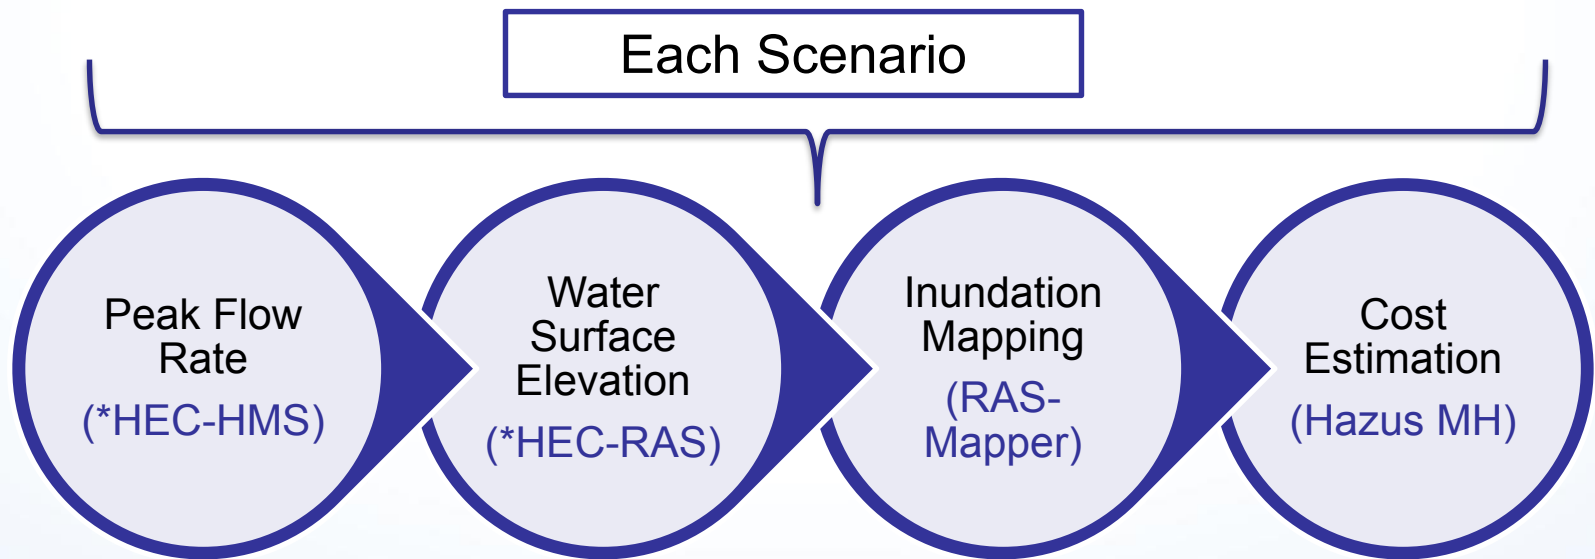 Each Scenario
Peak Flow
Rate
(*HEC-HMS)
Water
Surface
Elevation
(*HEC-RAS)
Inundation
Mapping
(RAS-
Mapper)
Cost
Estimation
(Hazus MH)